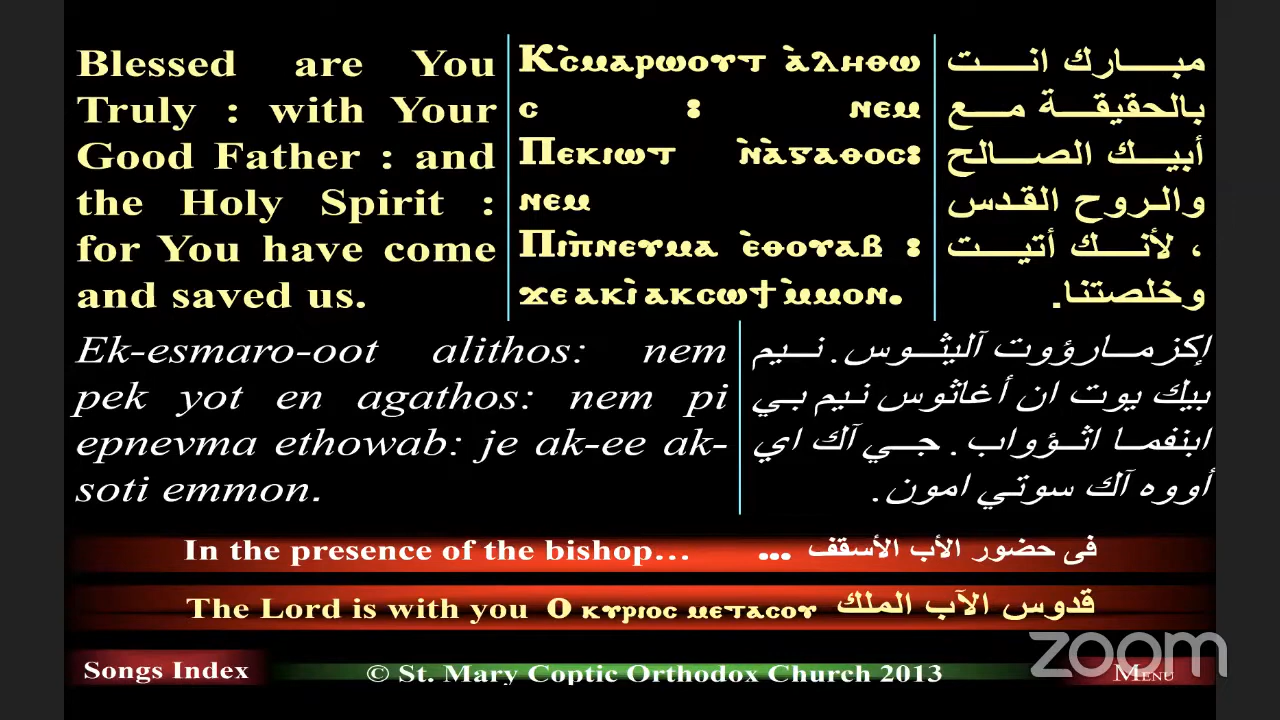 Blessed are You
Truly : with Your
Good Father : and
the Holy Spirit :
for You have come
and saved us.
Ⲕ̀ⲥⲙⲁⲣⲱⲟⲩⲧ ⲁ̀ⲗⲏⲑⲱ
ⲥ : ⲛⲉⲙ
Ⲡⲉⲕⲓⲱⲧ ⲛ̀ⲁ̀ⲅⲁⲑⲟⲥ:
ⲛⲉⲙ
Ⲡⲓⲡ̀ⲛⲉⲩⲙⲁ ⲉ̀ⲑⲟⲩⲁⲃ :
ϫⲉ ⲁⲕⲓ̀ ⲁⲕⲥⲱϯ ⲙ̀ⲙⲟⲛ.
مبارك انت
بالحقيقة مع
أبيك الصالح
والروح القدس
، لأنك أتيت
وخلصتنا.
Ek-esmaro-oot alithos: nem
pek yot en agathos: nem pi
epnevma ethowab: je ak-ee ak-
soti emmon.
إكزمارؤوت آليثوس. نيم
بيك يوت ان أغاثوس نيم بي
ابنفما اثؤواب. جي آك اي
أووه آك سوتي امون.
In the presence of the bishop... ... فى حضور الأب الأسقف
The Lord is with you Ⲟ ⲕⲩⲣⲓⲟⲥ ⲙⲉⲧⲁⲥⲟⲩ قدوس الآب الملك
Songs Index © St. Mary Coptic Orthodox Church 2013 MENU
zoom